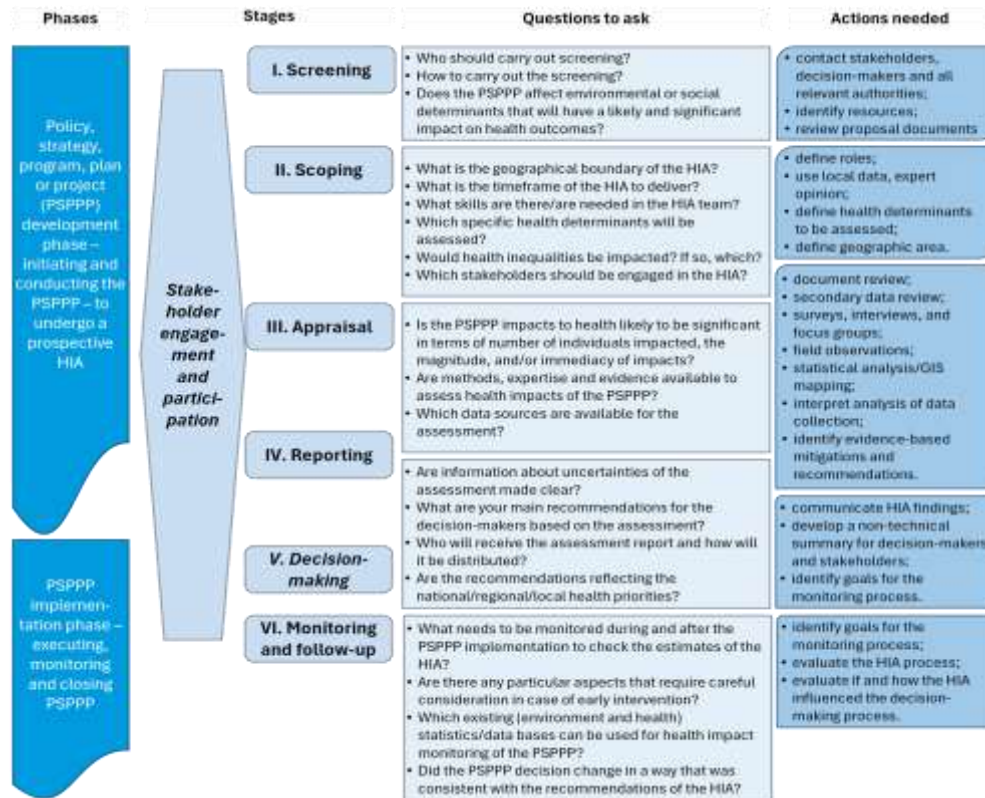 Phases
Stages
Questions to ask
Actions needed
Policy,
strategy,
program, plan
or project
(PSPPP)
development
phase –
initiating and
conducting the
PSPPP – to
undergo a
prospective
HIA
PSPPP
implemen-
tation phase –
executing,
monitoring
and closing
PSPPP
Stake-
holder
engage-
ment
and
partici-
pation
I. Screening
• Who should carry out screening?
• How to carry out the screening?
• Does the PSPPP affect environmental or social
determinants that will have a likely and significant
impact on health outcomes?
• contact stakeholders,
decision-makers and all
relevant authorities;
• identify resources;
• review proposal documents
II. Scoping
• What is the geographical boundary of the HIA?
• What is the timeframe of the HIA to deliver?
• What skills are there/are needed in the HIA team?
• Which specific health determinants will be
assessed?
• Would health inequalities be impacted? If so, which?
• Which stakeholders should be engaged in the HIA?
• define roles;
• use local data, expert
opinion;
• define health determinants
to be assessed;
• define geographic area.
III. Appraisal
• Is the PSPPP impacts to health likely to be significant
in terms of number of individuals impacted, the
magnitude, and/or immediacy of impacts?
• Are methods, expertise and evidence available to
assess health impacts of the PSPPP?
• Which data sources are available for the
assessment?
• document review;
• secondary data review;
• surveys, interviews, and
focus groups;
• field observations;
• statistical analysis/GIS
mapping;
• interpret analysis of data
collection;
• identify evidence-based
mitigations and
recommendations.
IV. Reporting
• Are information about uncertainties of the
assessment made clear?
• What are your main recommendations for the
decision-makers based on the assessment?
• Who will receive the assessment report and how will
it be distributed?
• Are the recommendations reflecting the
national/regional/local health priorities?
• communicate HIA findings;
• develop a non-technical
summary for decision-makers
and stakeholders;
• identify goals for the
monitoring process.
V. Decision-
making
VI. Monitoring
and follow-up
• What needs to be monitored during and after the
PSPPP implementation to check the estimates of the
HIA?
• Are there any particular aspects that require careful
consideration in case of early intervention?
• Which existing (environment and health)
statistics/data bases can be used for health impact
monitoring of the PSPPP?
• Did the PSPPP decision change in a way that was
consistent with the recommendations of the HIA?
• identify goals for the
monitoring process;
• evaluate the HIA process;
• evaluate if and how the HIA
influenced the decision-
making process.